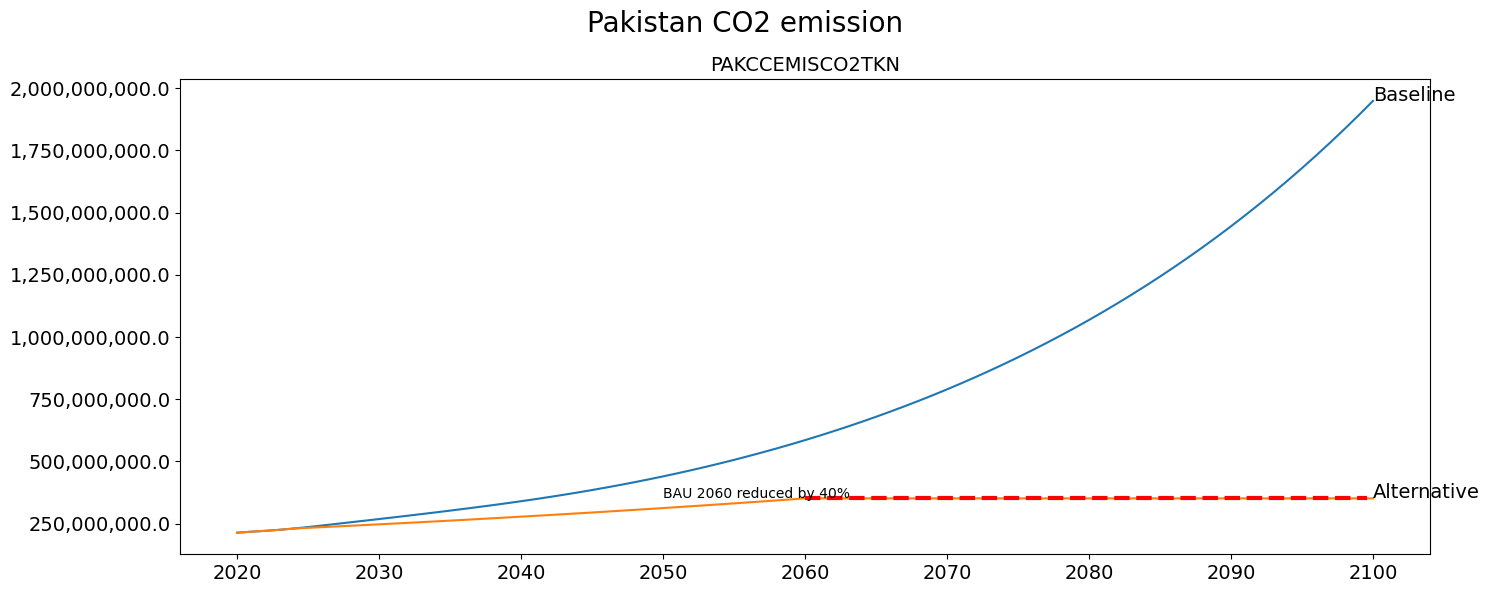 Pakistan CO2 emission
PAKCCEMISCO2TKN
2,000,000,000.0
Baseline
1,750,000,000.0
1,500,000,000.0
1,250,000,000.0
1,000,000,000.0
750,000,000.0
500,000,000.0
BAU 2060 reduced by 40%
Alternative
250,000,000.0
2020 2030 2040 2050 2060 2070 2080 2090 2100